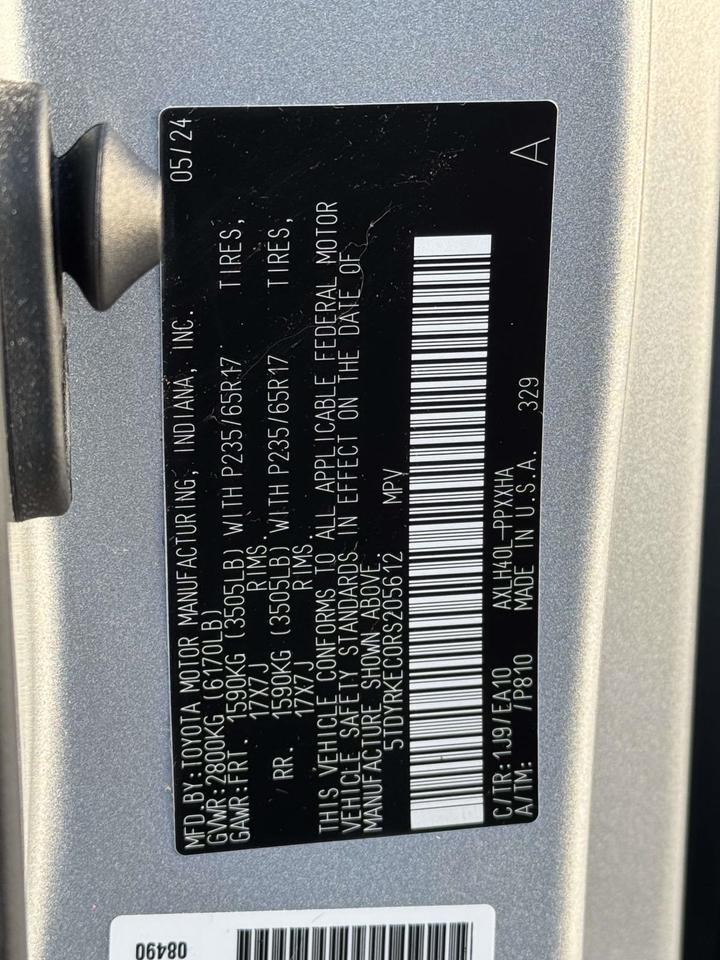 MFD.BY:TOYOTA MOTOR MANUFACTURING, INDIANA, INC. 05/24
GVWR:2800KG (6170LB)
GAWR:FRT. 1590KG (3505LB) WITH P235/65R17 TIRES,
17X7J RIMS.
RR. 1590KG (3505LB) WITH P235/65R17 TIRES,
17X7J RIMS.
THIS VEHICLE CONFORMS TO ALL APPLICABLE FEDERAL MOTOR
VEHICLE SAFETY STANDARDS IN EFFECT ON THE DATE OF
MANUFACTURE SHOWN ABOVE.
5TDYRKEC0RS205612 MPV
C/TR:1J9/EA10 AXLH40L-PPXXHA
A/TM: /P810 MADE IN U.S.A. 329 A
08490